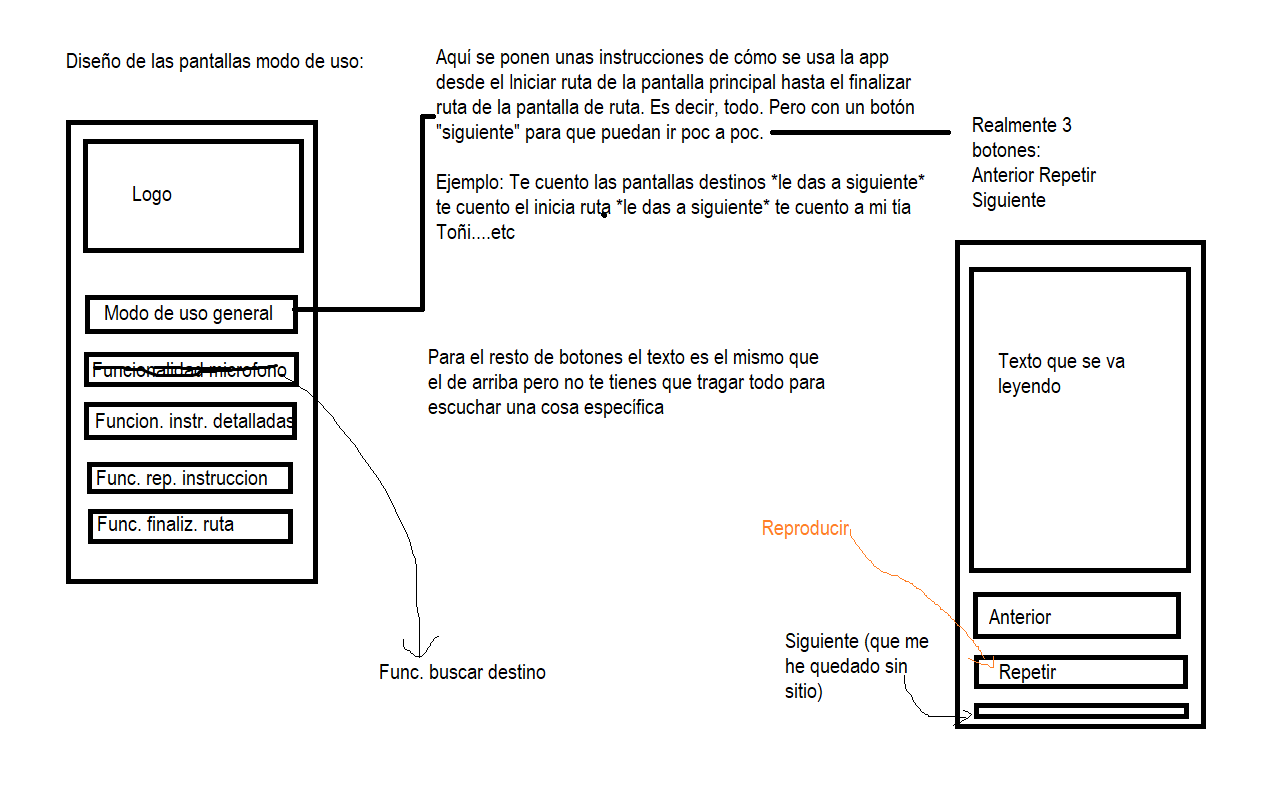 Diseño de las pantallas modo de uso:
Aquí se ponen unas instrucciones de cómo se usa la app
desde el Iniciar ruta de la pantalla principal hasta el finalizar
ruta de la pantalla de ruta. Es decir, todo. Pero con un botón
"siguiente" para que puedan ir poc a poc.
Ejemplo: Te cuento las pantallas destinos *le das a siguiente*
te cuento el inicia ruta *le das a siguiente* te cuento a mi tía
Toñi....etc
Realmente 3
botones:
Anterior Repetir
Siguiente
Logo
Modo de uso general
Funcionalidad microfono
Funcion. instr. detalladas
Func. rep. instruccion
Func. finaliz. ruta
Para el resto de botones el texto es el mismo que
el de arriba pero no te tienes que tragar todo para
escuchar una cosa específica
Func. buscar destino
Texto que se va
leyendo
Reproducir
Anterior
Repetir
Siguiente (que me
he quedado sin
sitio)